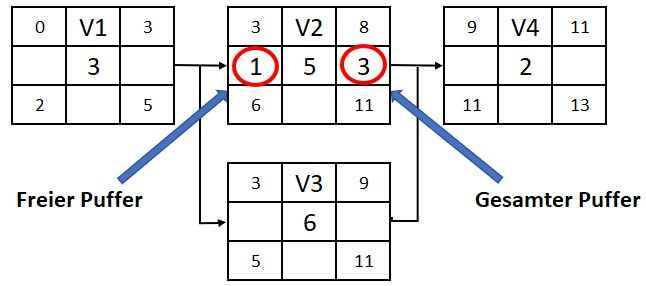 0 V1 3
3
2 5
3 V2 8
1 5 3
6 11
9 V4 11
2
11 13
Freier Puffer
3 V3 9
6
5 11
Gesamter Puffer